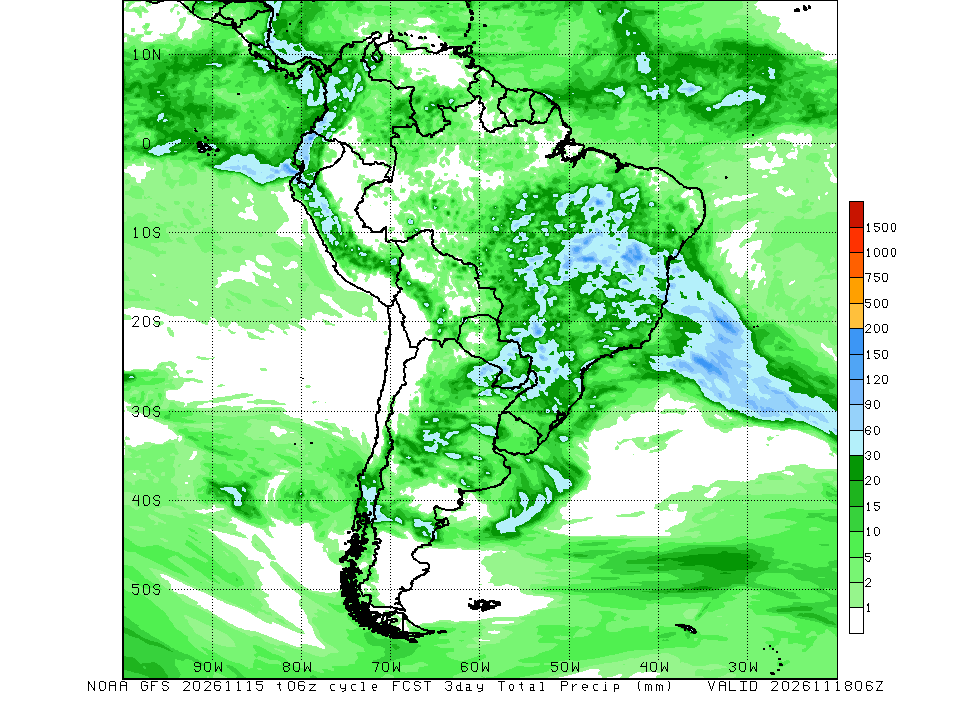 10N
0
10S
20S
30S
40S
50S
90W 80W 70W 60W 50W 40W 30W
1500
1000
750
500
200
150
120
90
60
30
20
15
10
5
2
1
NOAA GFS 20261115 t06z cycle FCST 3day Total Precip (mm) VALID 2026111806Z